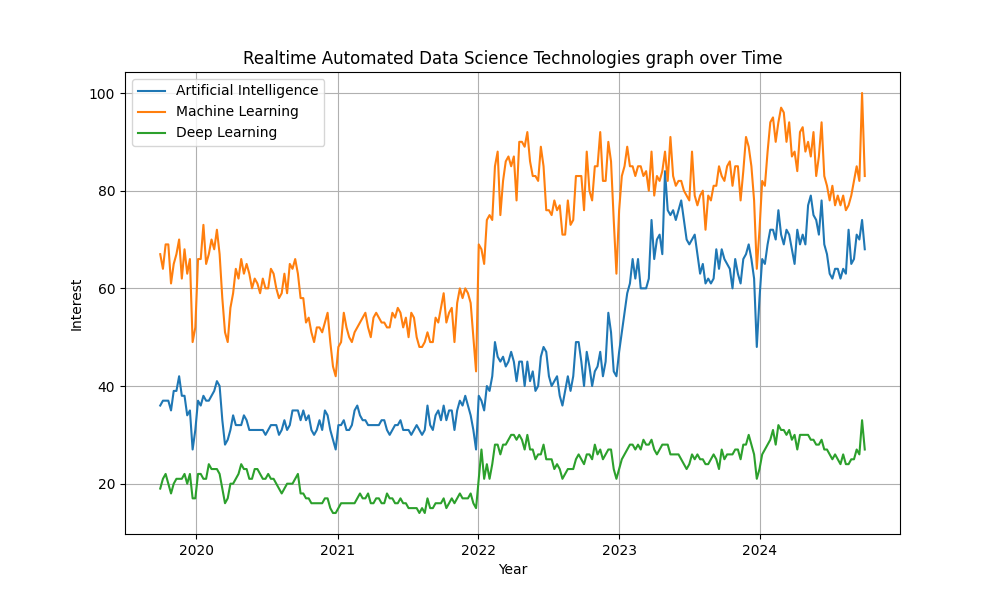 Realtime Automated Data Science Technologies graph over Time
Artificial Intelligence
Machine Learning
Deep Learning
100
80
60
40
20
Interest
2020 2021 2022 2023 2024
Year